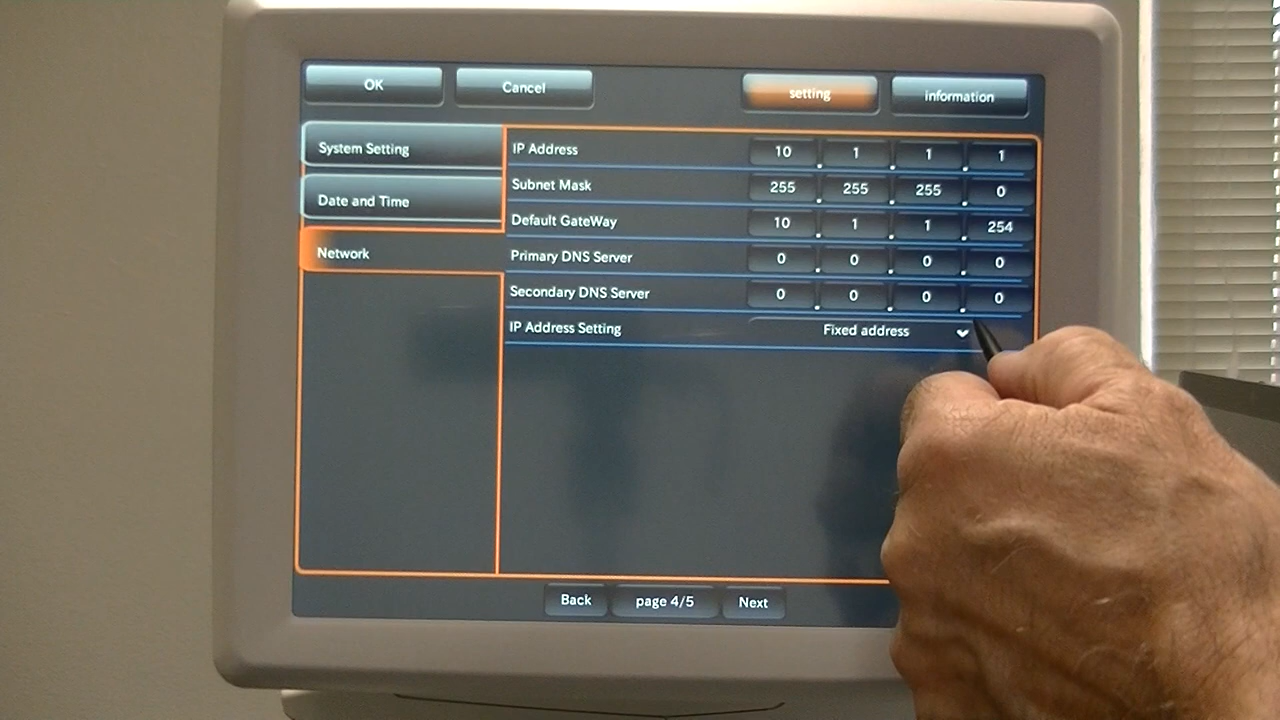 OK Cancel setting information
System Setting
Date and Time
Network
IP Address 10 . 1 . 1 . 1
Subnet Mask 255 . 255 . 255 . 0
Default GateWay 10 . 1 . 1 . 254
Primary DNS Server 0 . 0 . 0 . 0
Secondary DNS Server 0 . 0 . 0 . 0
IP Address Setting Fixed address
Back page 4/5 Next